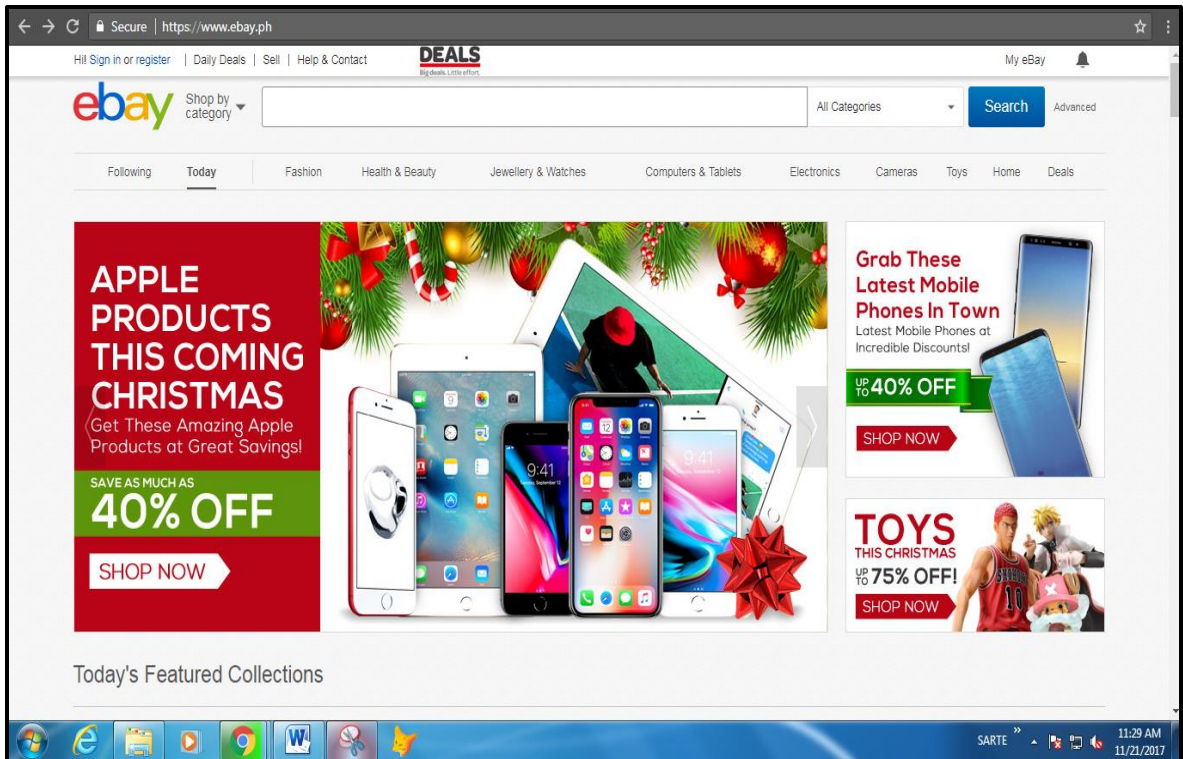 Secure | https://www.ebay.ph
Hi! Sign in or register | Daily Deals | Sell | Help & Contact
DEALS
Big deals. Little effort.
My eBay
ebay
Shop by
category
All Categories
Search
Advanced
Following Today Fashion Health & Beauty Jewellery & Watches Computers & Tablets Electronics Cameras Toys Home Deals
APPLE
PRODUCTS
THIS COMING
CHRISTMAS
Get These Amazing Apple
Products at Great Savings!
SAVE AS MUCH AS
40% OFF
SHOP NOW
9:41
9:41
Grab These
Latest Mobile
Phones In Town
Latest Mobile Phones at
Incredible Discounts!
UP TO 40% OFF
SHOP NOW
TOYS
THIS CHRISTMAS
UP TO 75% OFF!
SHOP NOW
10
Today's Featured Collections
SARTE
11:29 AM
11/21/2017